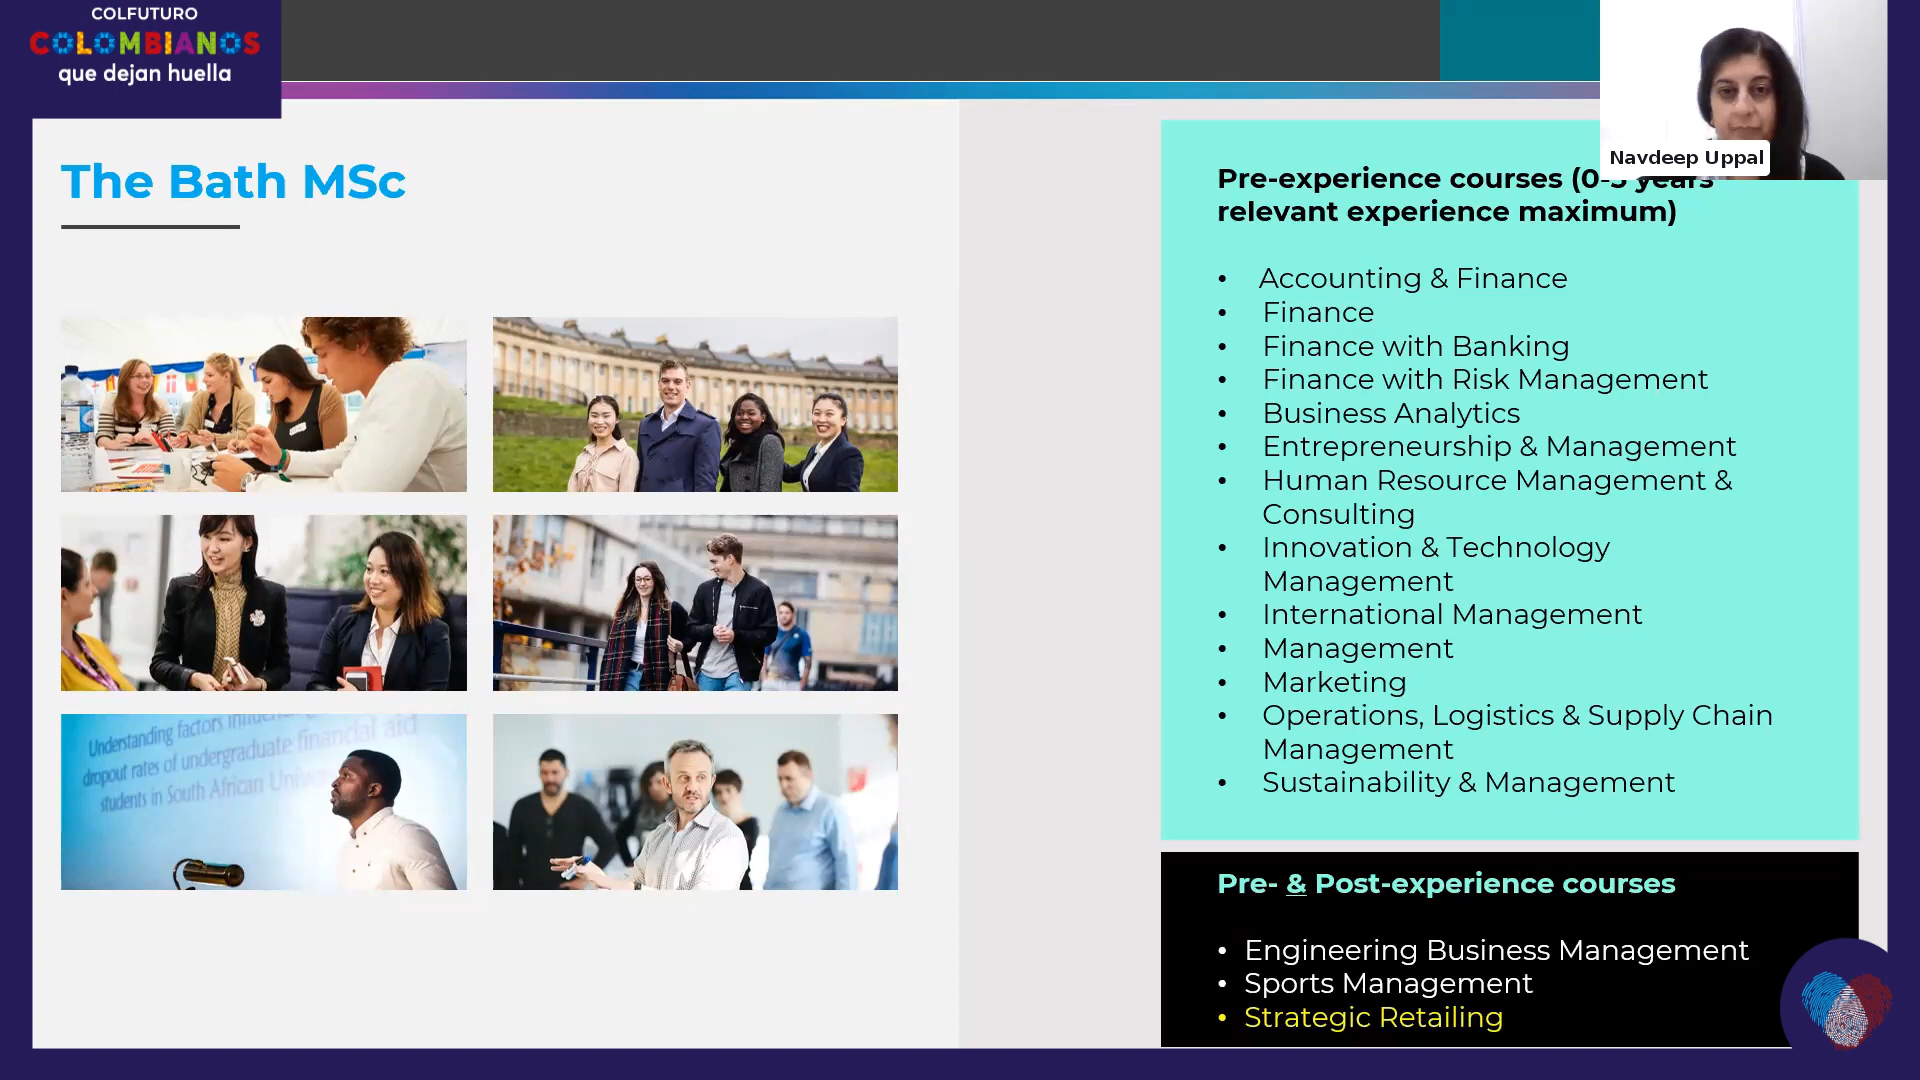 COLFUTURO
COLOMBIANOS
que dejan huella
Navdeep Uppal
The Bath MSc
Pre-experience courses (0-3 years
relevant experience maximum)
• Accounting & Finance
• Finance
• Finance with Banking
• Finance with Risk Management
• Business Analytics
• Entrepreneurship & Management
• Human Resource Management &
Consulting
• Innovation & Technology
Management
• International Management
• Management
• Marketing
• Operations, Logistics & Supply Chain
Management
• Sustainability & Management
Pre- & Post-experience courses
• Engineering Business Management
• Sports Management
• Strategic Retailing
Understanding factors
dropout rates of undergraduate financial aid
students in South African